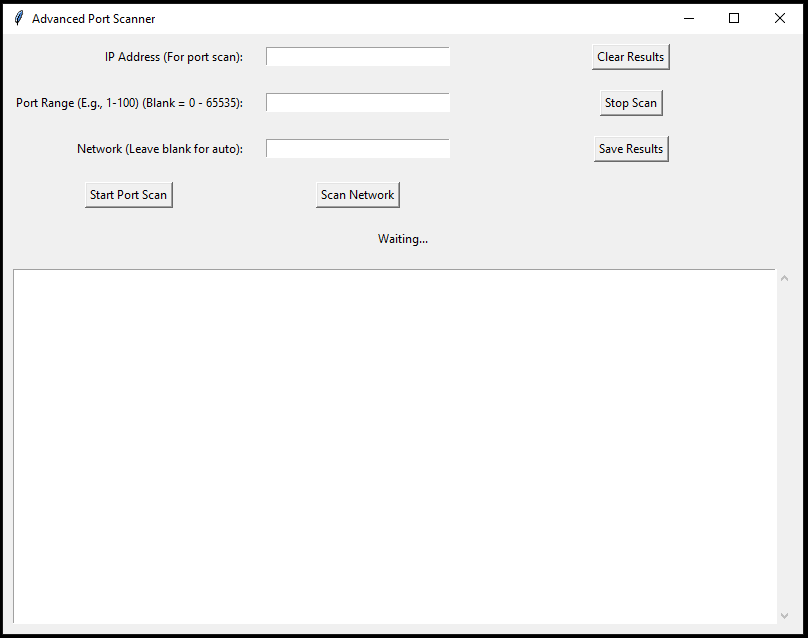 Advanced Port Scanner
IP Address (For port scan):
Clear Results
Port Range (E.g., 1-100) (Blank = 0 - 65535):
Stop Scan
Network (Leave blank for auto):
Save Results
Start Port Scan
Scan Network
Waiting...